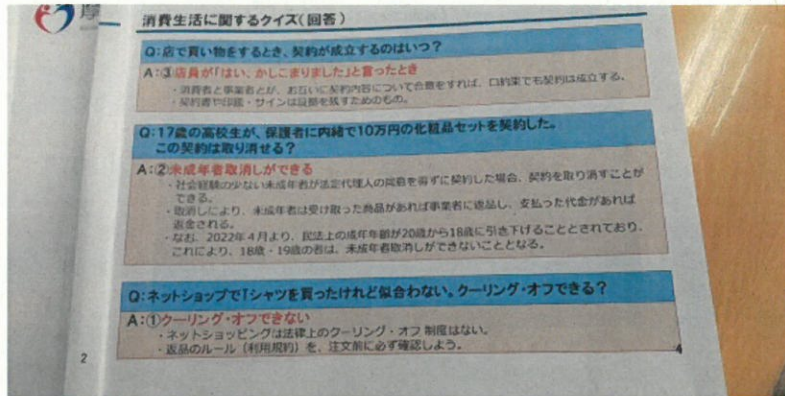 厚
消費生活に関するクイズ(回答)
Q:店で買い物をするとき、契約が成立するのはいつ?
A:③店員が「はい、かしこまりました」と言ったとき
・消費者と事業者とが、お互いに契約内容について合意をすれば、口約束でも契約は成立する。
・契約書や印鑑・サインは証拠を残すためのもの。
Q:17歳の高校生が、保護者に内緒で10万円の化粧品セットを契約した。
この契約は取り消せる?
A:②未成年者取消しができる
・社会経験の少ない未成年者が法定代理人の同意を得ずに契約した場合、契約を取り消すことが
できる。
・取消しにより、未成年者は受け取った商品があれば事業者に返品し、支払った代金があれば
返金される。
・なお、2022年4月より、民法上の成年年齢が20歳から18歳に引き下げることとされており、
これにより、18歳・19歳の者は、未成年者取消しができないこととなる。
Q:ネットショップでTシャツを買ったけれど似合わない。クーリング・オフできる?
A:①クーリング・オフできない
・ネットショッピングは法律上のクーリング・オフ制度はない。
・返品のルール(利用規約)を、注文前に必ず確認しよう。
2
4